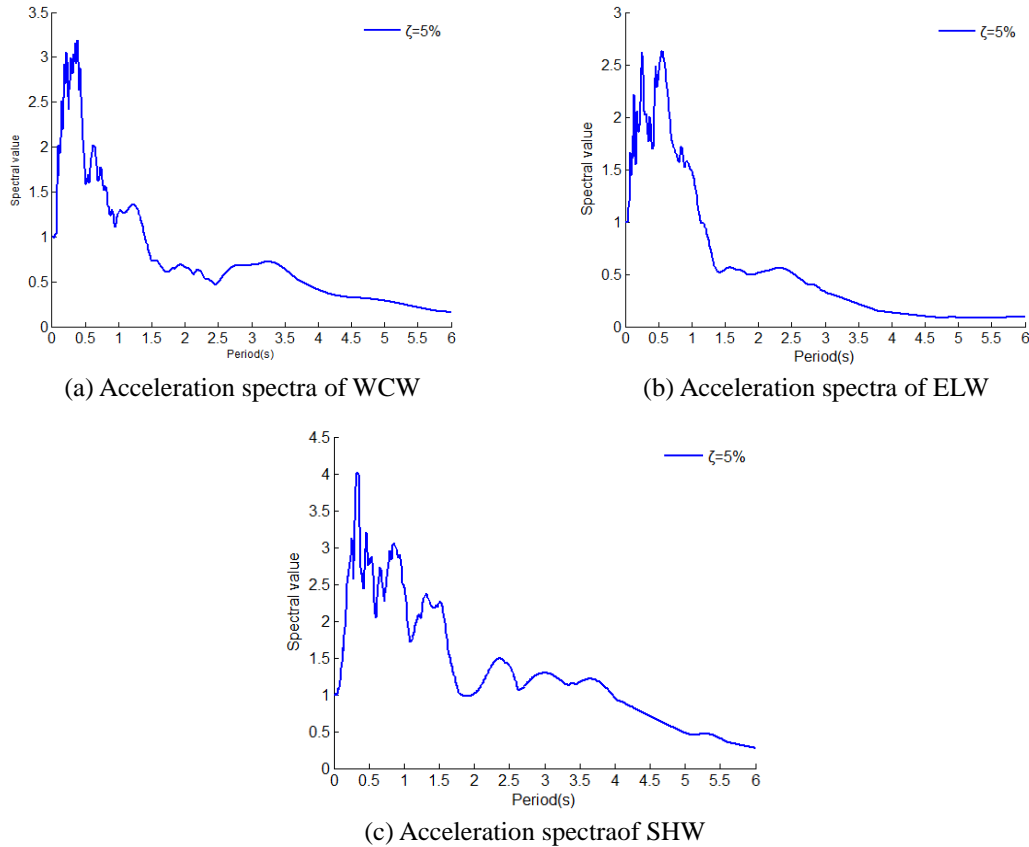 3.5
3
2.5
2
1.5
1
0.5
0
Spectral value
ζ=5%
0 0.5 1 1.5 2 2.5 3 3.5 4 4.5 5 5.5 6
Period(s)
(a) Acceleration spectra of WCW
3
2.5
2
1.5
1
0.5
0
Spectral value
ζ=5%
0 0.5 1 1.5 2 2.5 3 3.5 4 4.5 5 5.5 6
Period(s)
(b) Acceleration spectra of ELW
4.5
4
3.5
3
2.5
2
1.5
1
0.5
0
Spectral value
ζ=5%
0 0.5 1 1.5 2 2.5 3 3.5 4 4.5 5 5.5 6
Period(s)
(c) Acceleration spectraof SHW